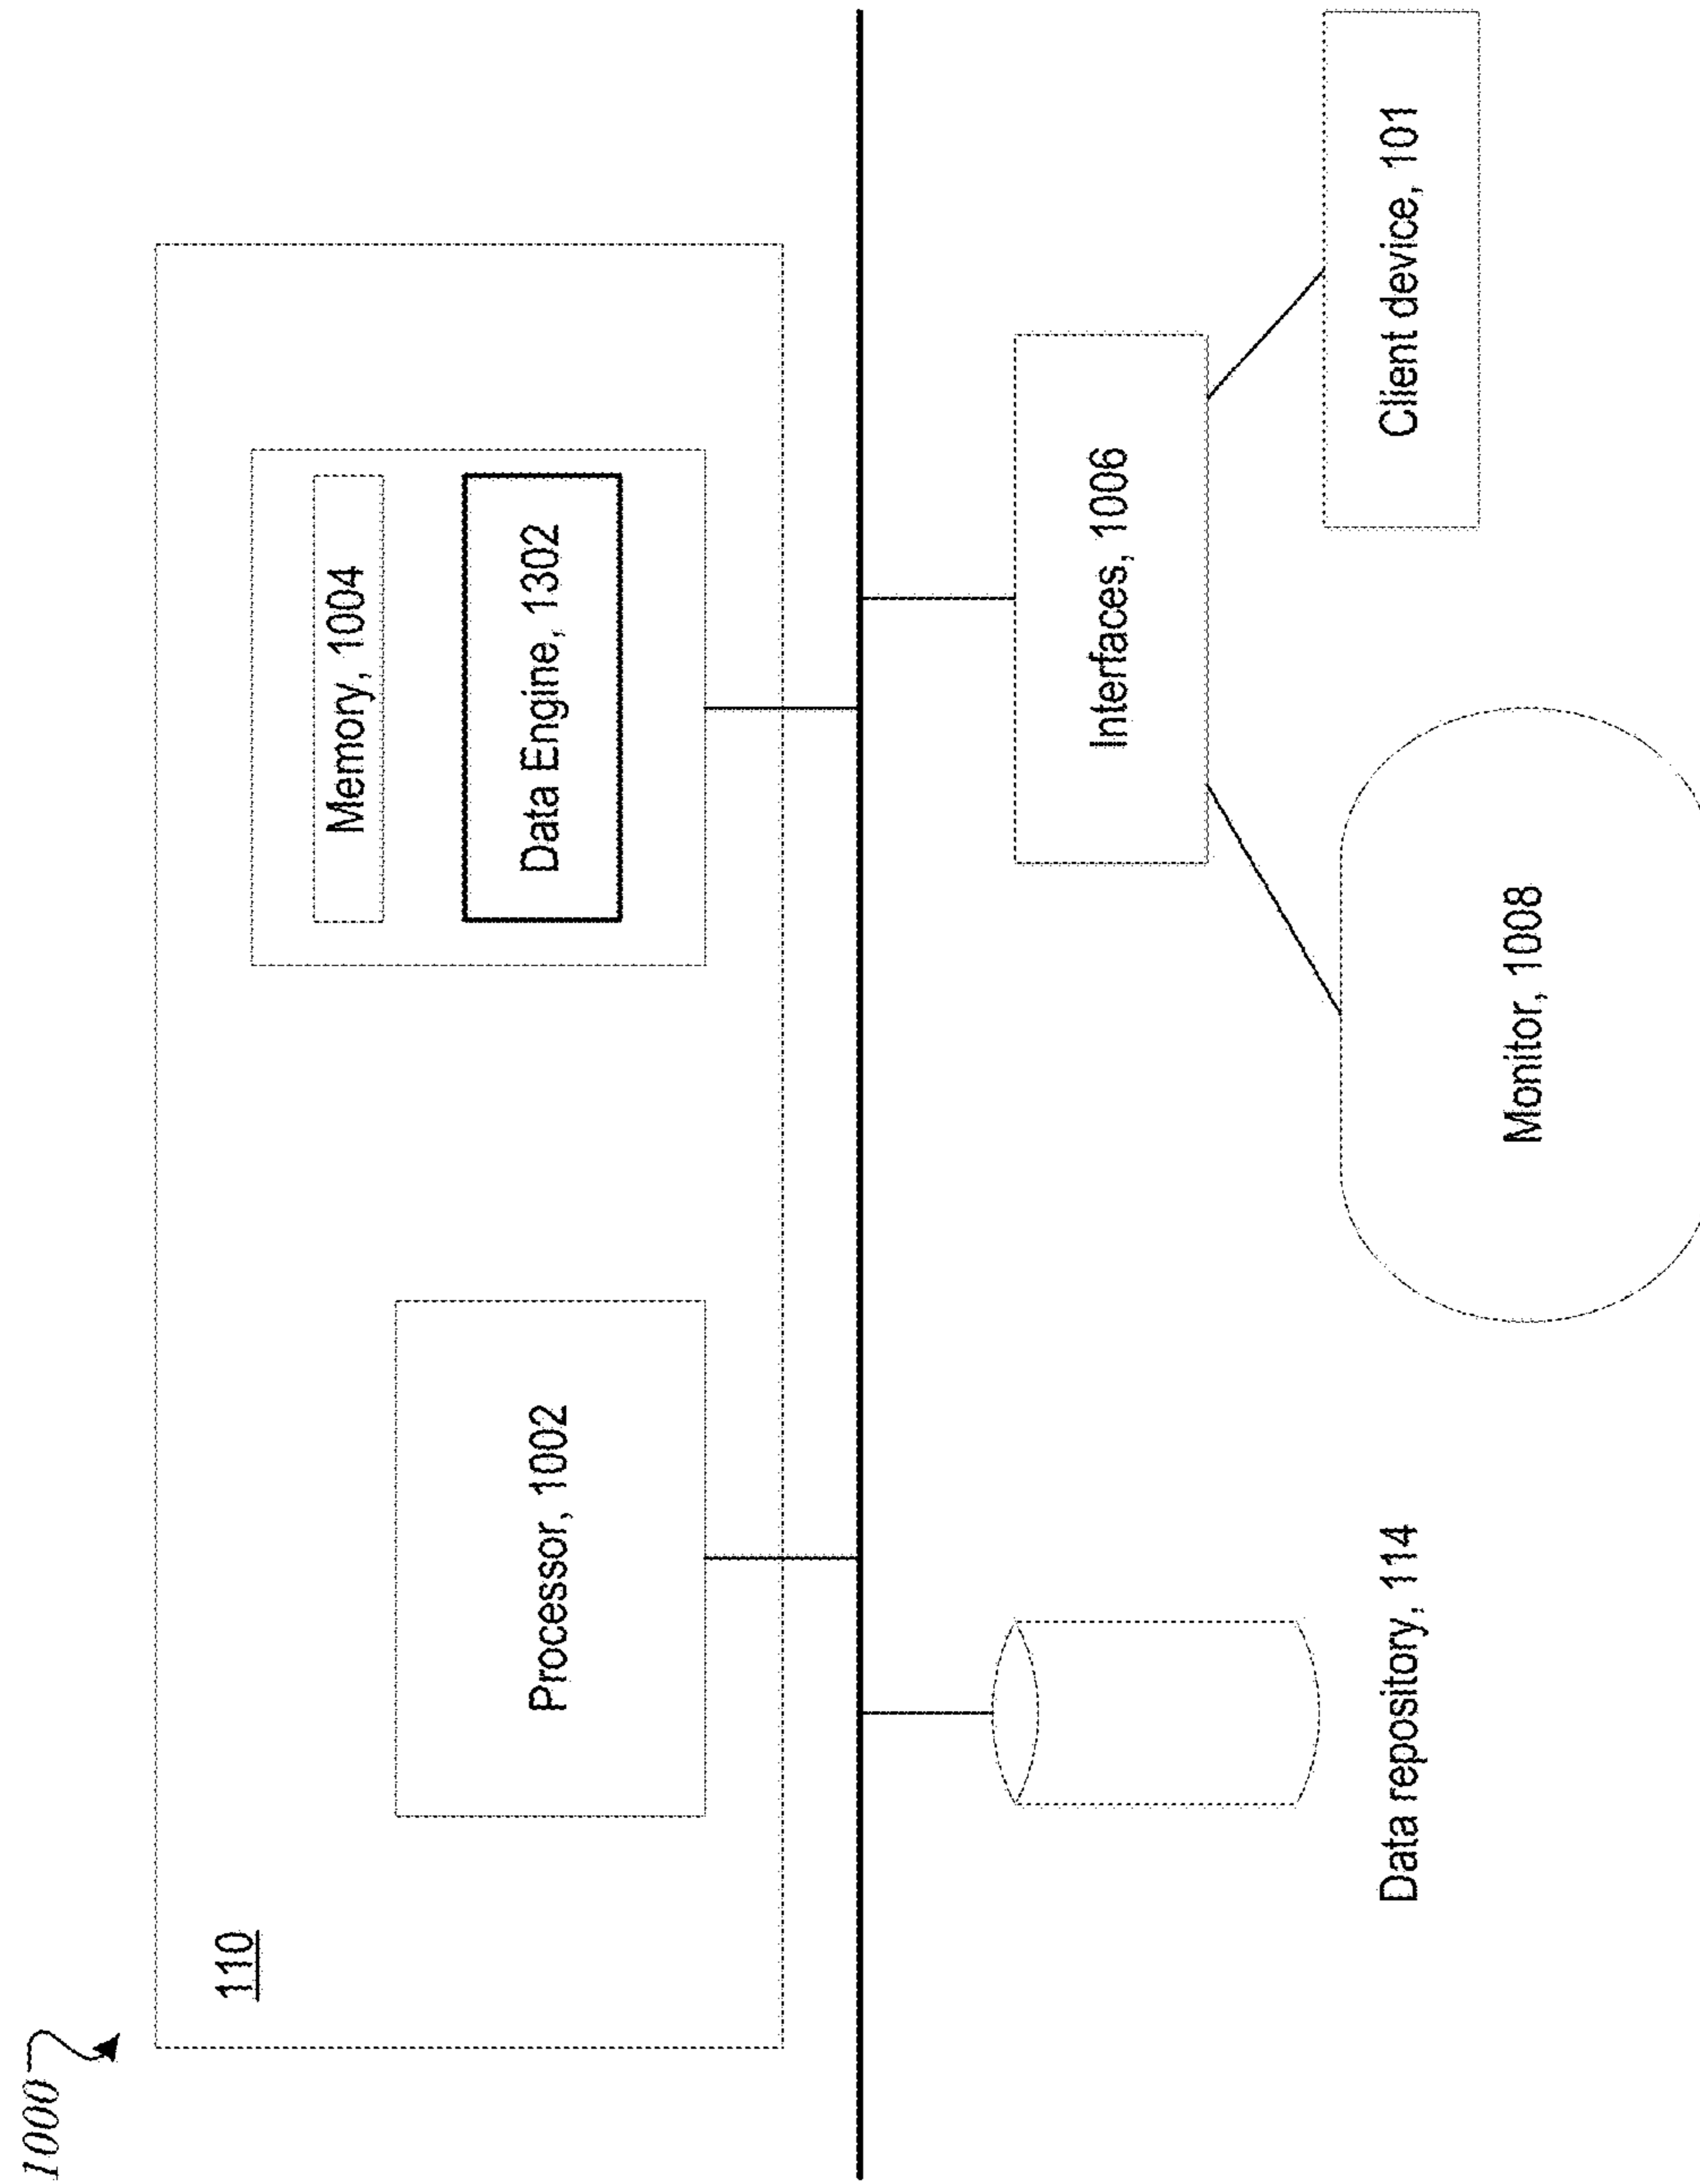 1000
110
Processor, 1002
Memory, 1004
Data Engine, 1302
Interfaces, 1006
Data repository, 114
Monitor, 1008
Client device, 101